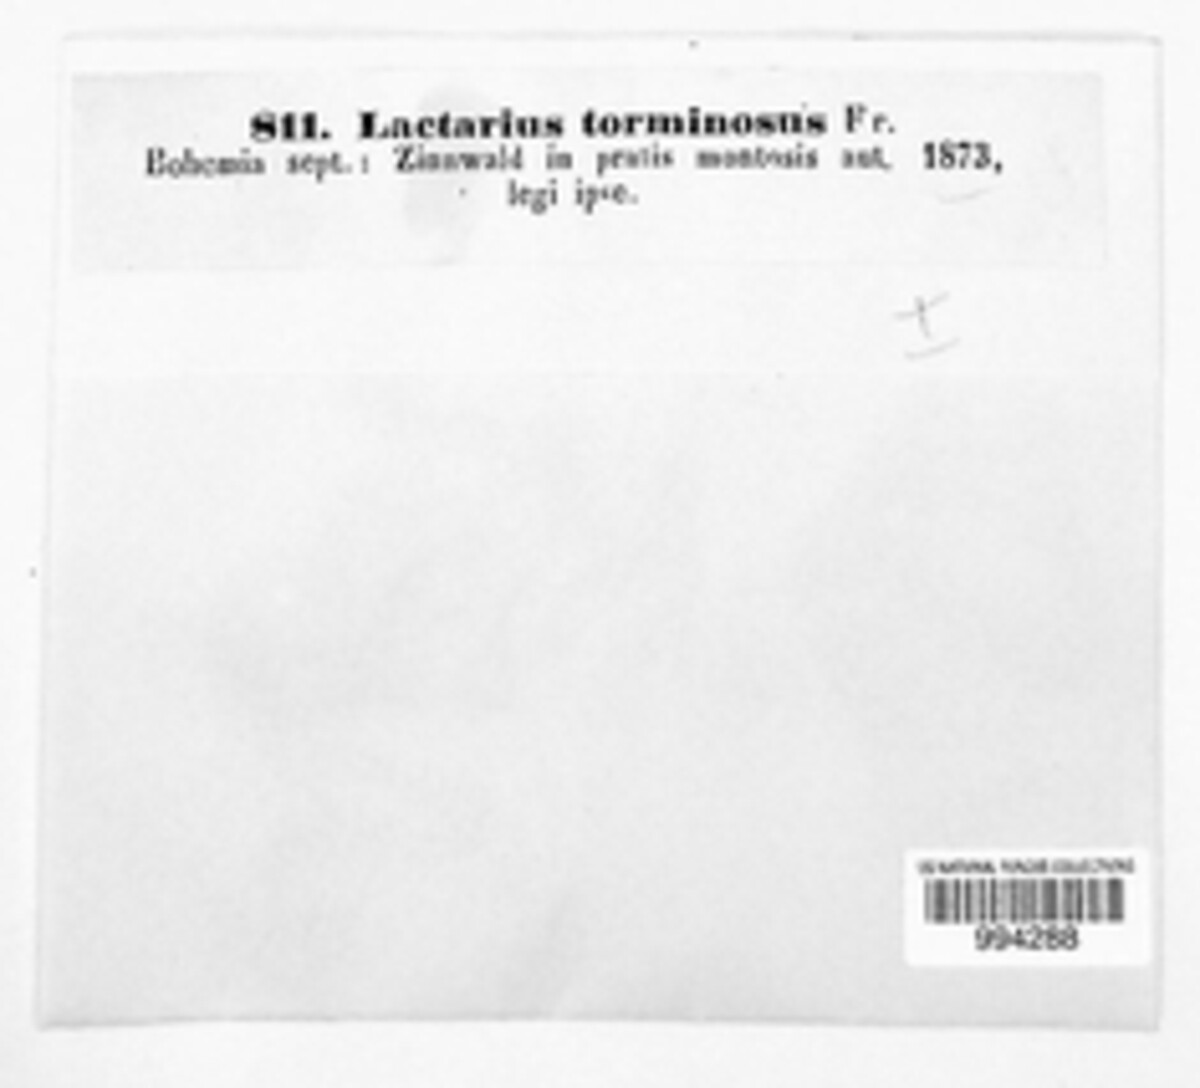 811. Lactarius torminosus Fr.
Bohemia sept.: Zinnwald in pratis montosis aut. 1873,
legi ipse.
±
US NATIONAL FUNGUS COLLECTIONS
994288